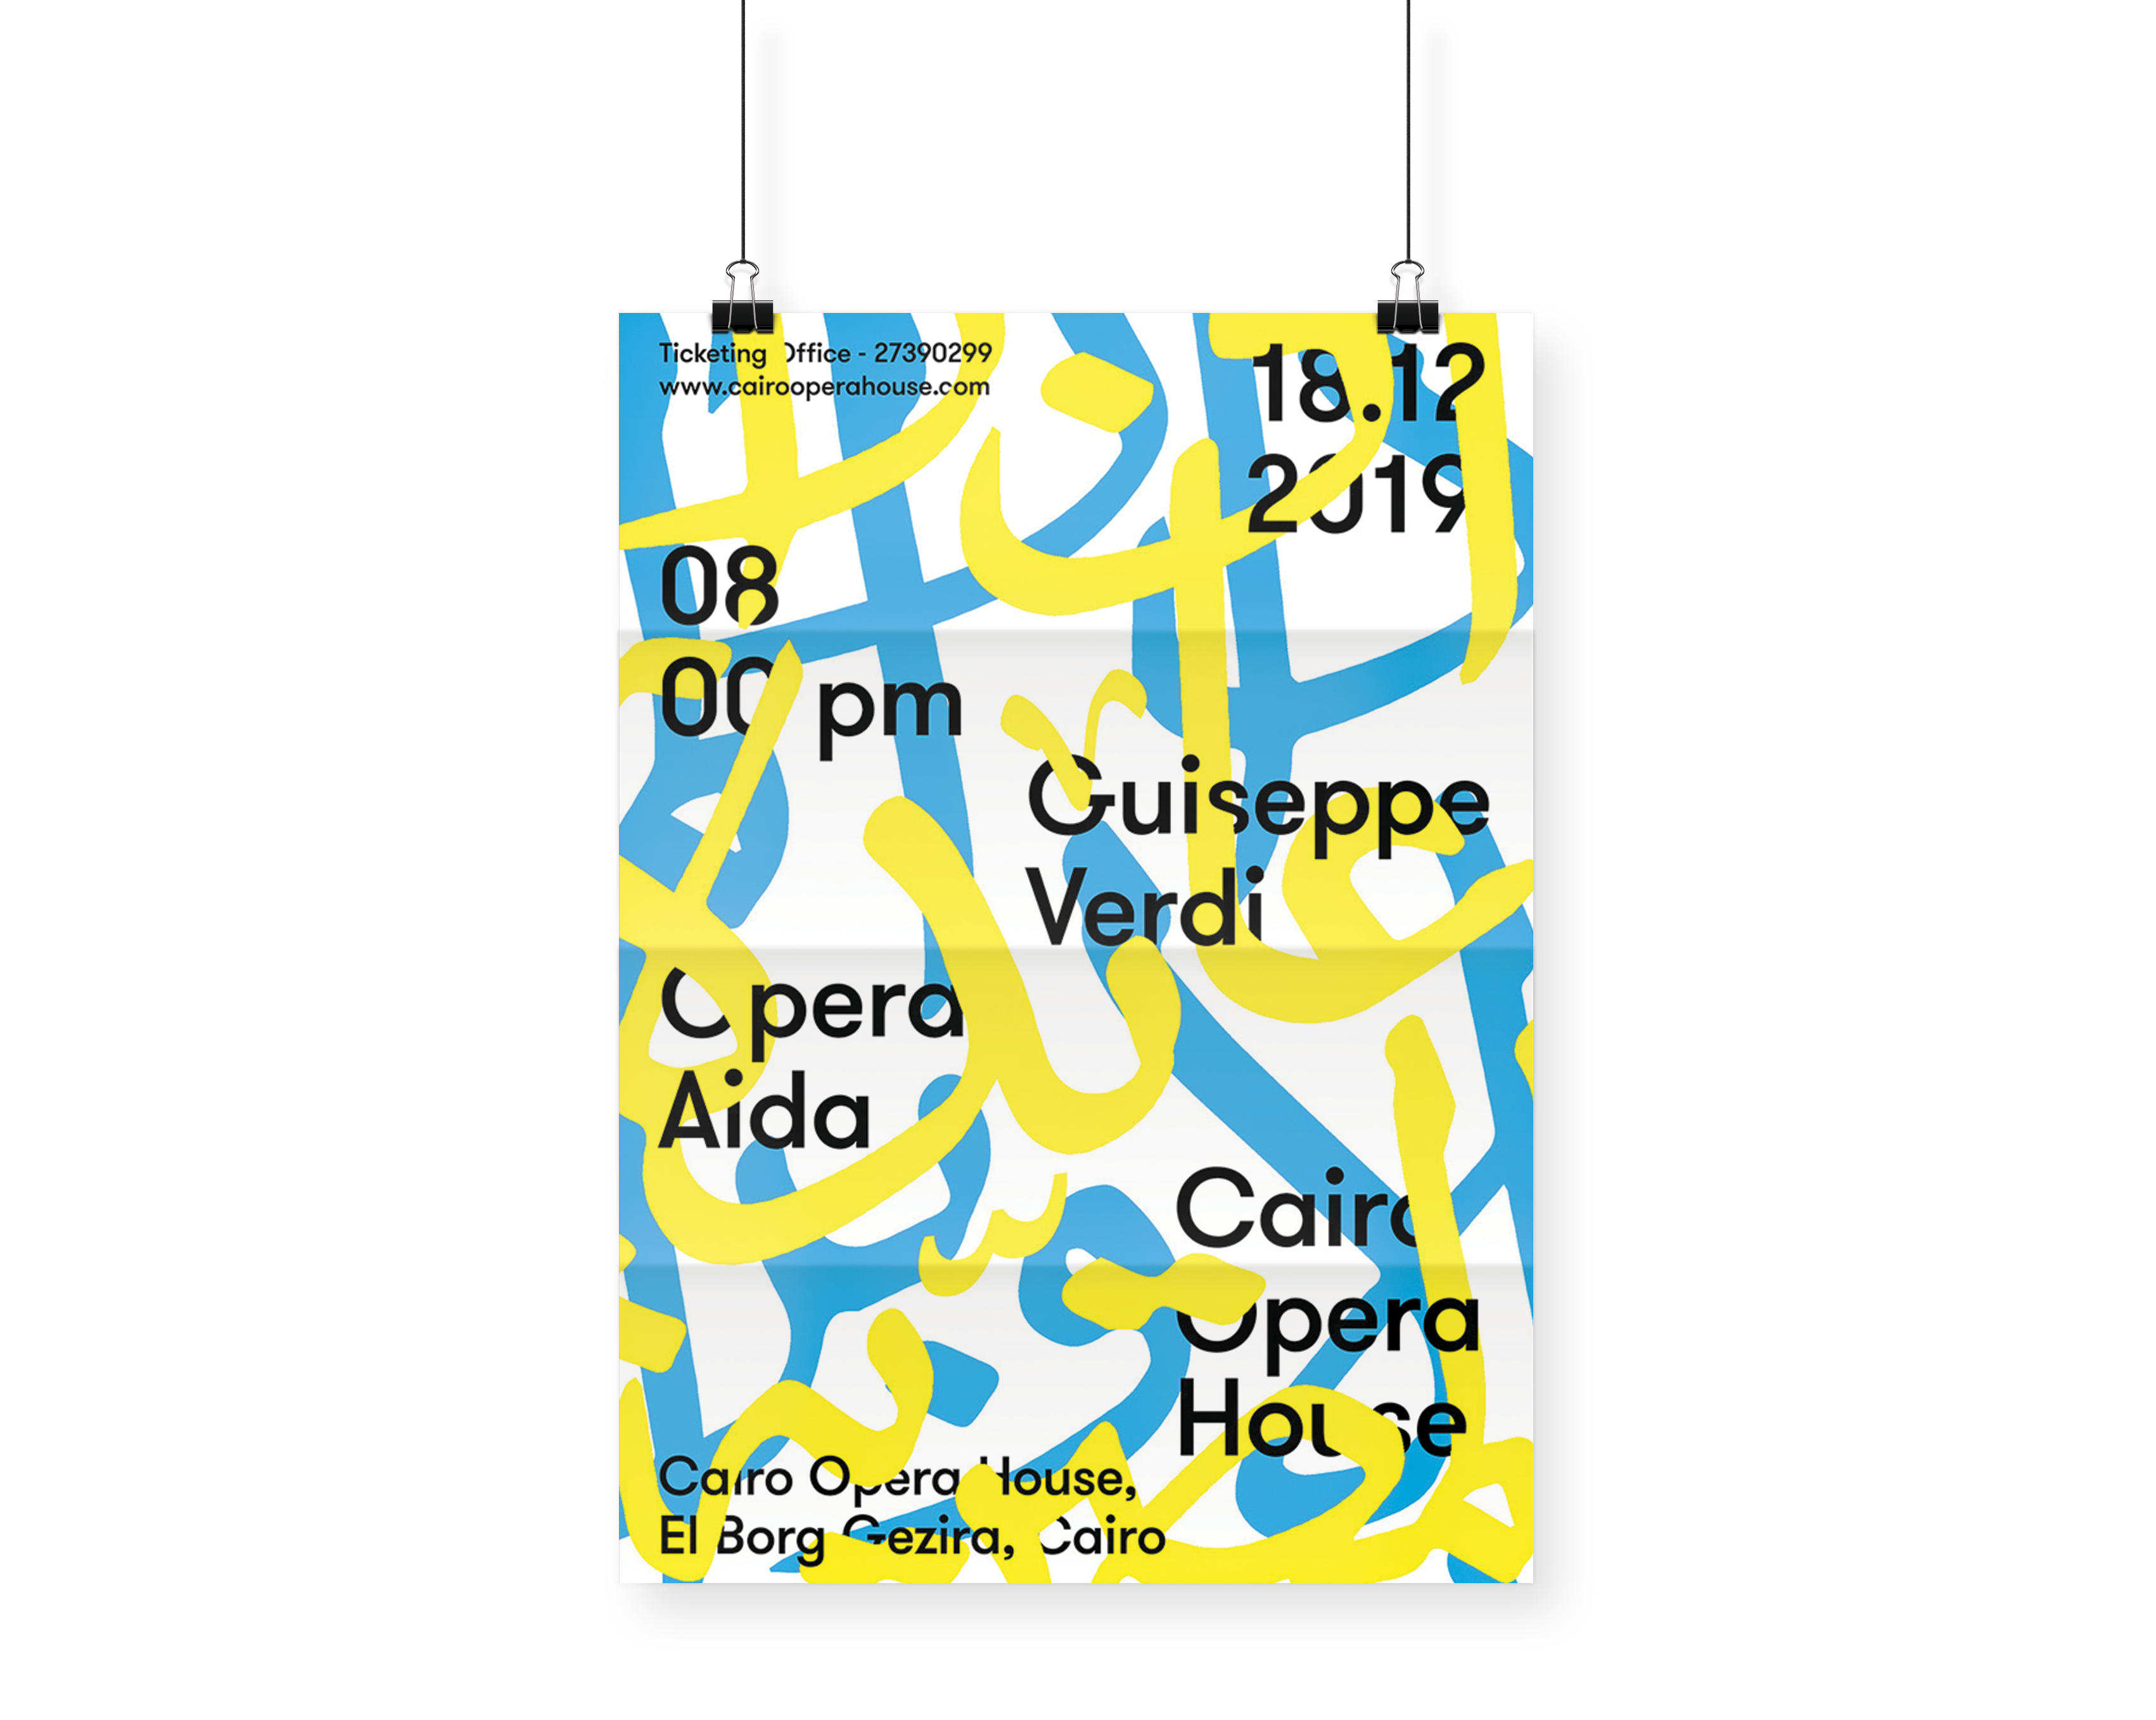 Ticketing Office - 27390299
www.cairooperahouse.com
18.12
2019
08
00 pm
Guiseppe
Verdi
Opera
Aida
Cairo
Opera
House
Cairo Opera House,
El Borg Gezira, Cairo